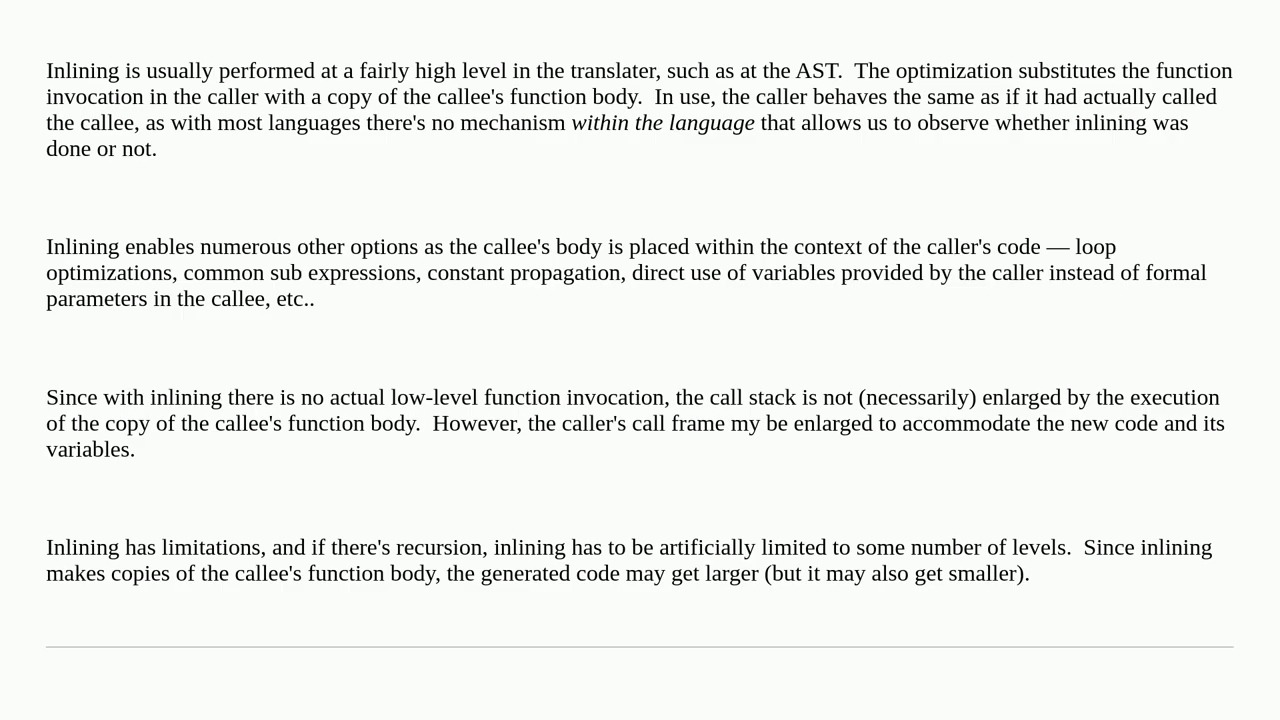 Inlining is usually performed at a fairly high level in the translater, such as at the AST.  The optimization substitutes the function
invocation in the caller with a copy of the callee's function body.  In use, the caller behaves the same as if it had actually called
the callee, as with most languages there's no mechanism within the language that allows us to observe whether inlining was
done or not.
Inlining enables numerous other options as the callee's body is placed within the context of the caller's code — loop
optimizations, common sub expressions, constant propagation, direct use of variables provided by the caller instead of formal
parameters in the callee, etc..
Since with inlining there is no actual low-level function invocation, the call stack is not (necessarily) enlarged by the execution
of the copy of the callee's function body.  However, the caller's call frame my be enlarged to accommodate the new code and its
variables.
Inlining has limitations, and if there's recursion, inlining has to be artificially limited to some number of levels.  Since inlining
makes copies of the callee's function body, the generated code may get larger (but it may also get smaller).